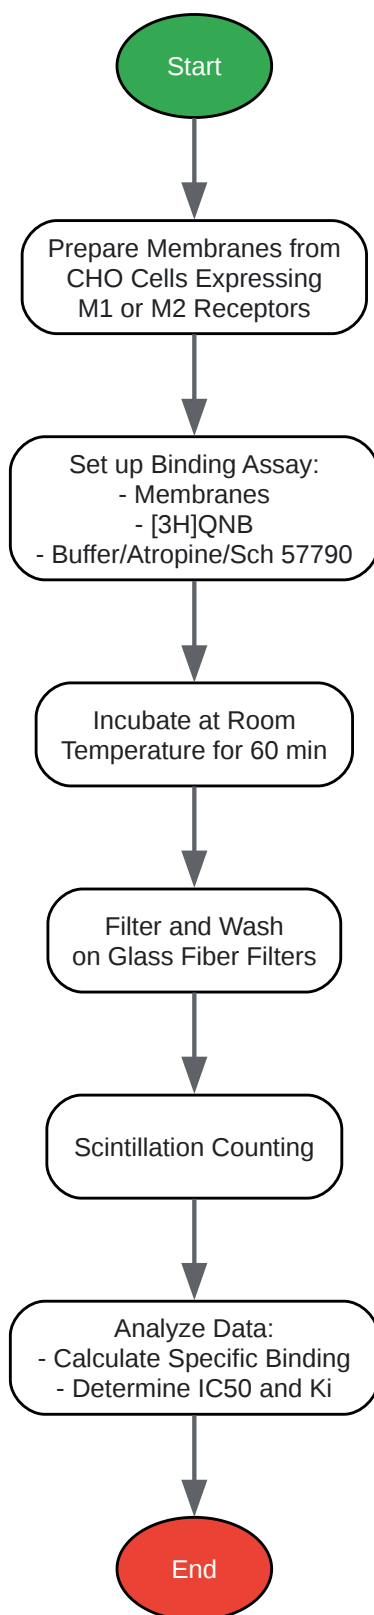 Start
Prepare Membranes from
CHO Cells Expressing
M1 or M2 Receptors
Set up Binding Assay:
- Membranes
- [3H]QNB
- Buffer/Atropine/Sch 57790
Incubate at Room
Temperature for 60 min
Filter and Wash
on Glass Fiber Filters
Scintillation Counting
Analyze Data:
- Calculate Specific Binding
- Determine IC50 and Ki
End